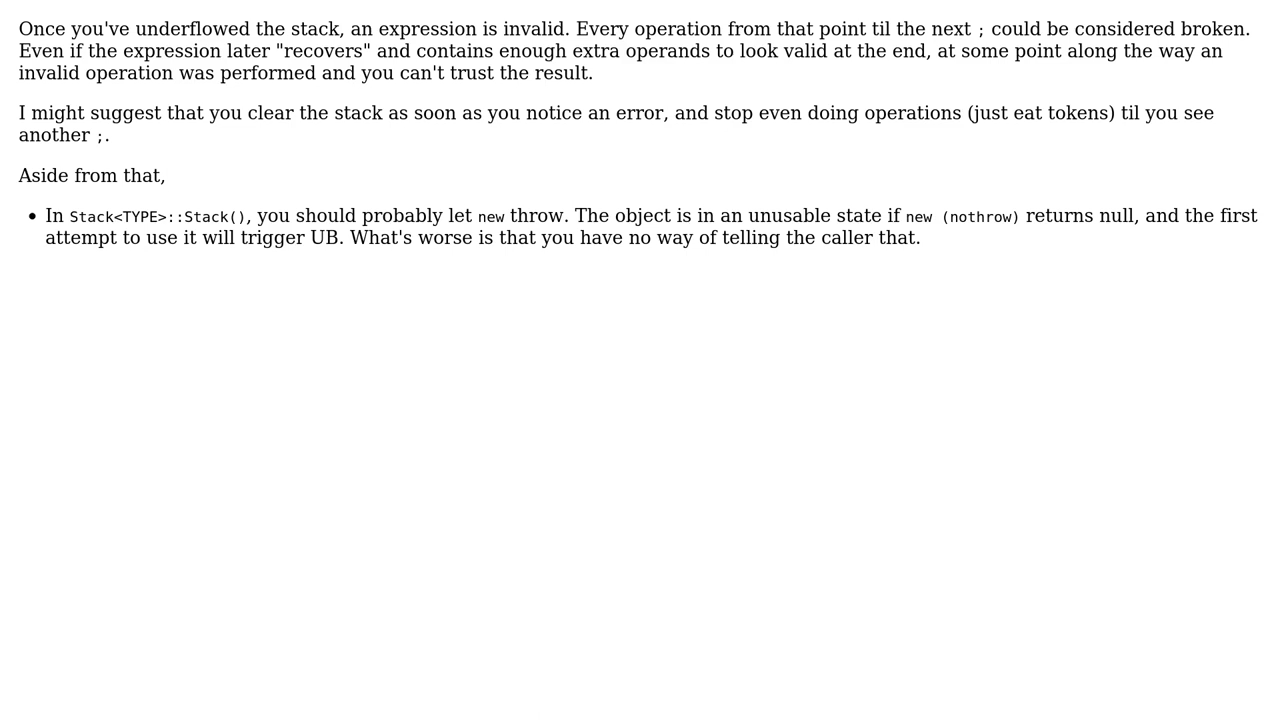 Once you've underflowed the stack, an expression is invalid. Every operation from that point til the next ; could be considered broken.
Even if the expression later "recovers" and contains enough extra operands to look valid at the end, at some point along the way an
invalid operation was performed and you can't trust the result.
I might suggest that you clear the stack as soon as you notice an error, and stop even doing operations (just eat tokens) til you see
another ;.
Aside from that,
• In Stack<TYPE>::Stack(), you should probably let new throw. The object is in an unusable state if new (nothrow) returns null, and the first
attempt to use it will trigger UB. What's worse is that you have no way of telling the caller that.